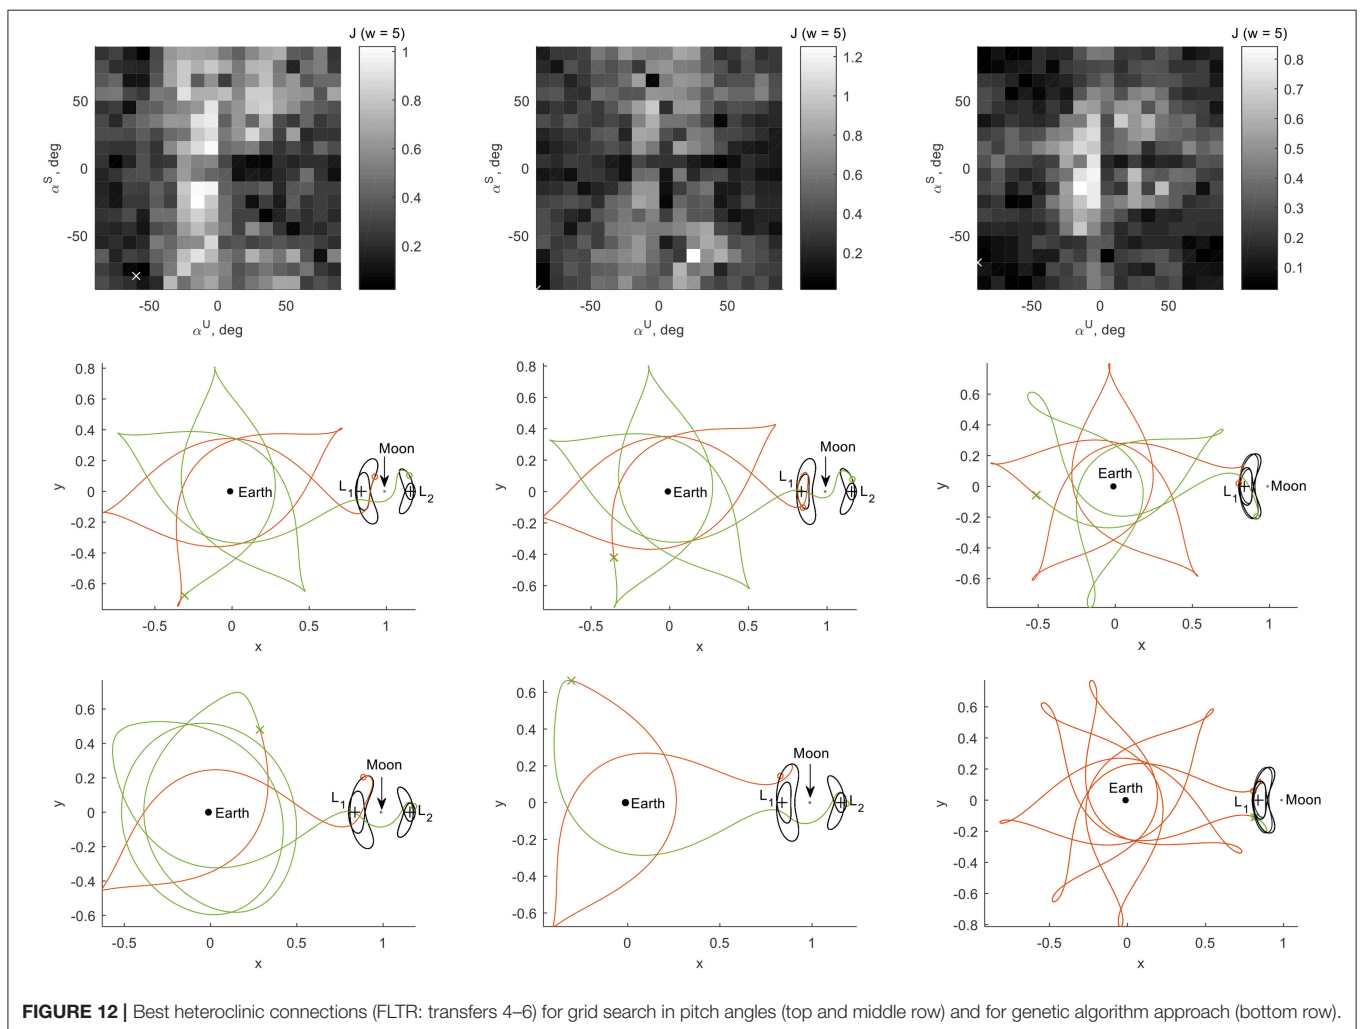 J (w = 5)
1
0.8
0.6
0.4
0.2
50
0
-50
α^S, deg
-50
0
50
α^U, deg
J (w = 5)
1.2
1
0.8
0.6
0.4
0.2
50
0
-50
α^S, deg
-50
0
50
α^U, deg
J (w = 5)
0.8
0.7
0.6
0.5
0.4
0.3
0.2
0.1
50
0
-50
α^S, deg
-50
0
50
α^U, deg
0.8
0.6
0.4
0.2
0
-0.2
-0.4
-0.6
y
Moon
L1
L2
Earth
-0.5
0
0.5
1
x
0.6
0.4
0.2
0
-0.2
-0.4
-0.6
y
Moon
L1
L2
Earth
-0.5
0
0.5
1
x
0.6
0.4
0.2
0
-0.2
-0.4
-0.6
y
Earth
L1
Moon
-0.5
0
0.5
1
x
0.6
0.4
0.2
0
-0.2
-0.4
-0.6
y
Moon
L1
L2
Earth
-0.5
0
0.5
1
x
0.6
0.4
0.2
0
-0.2
-0.4
-0.6
y
Moon
L1
L2
Earth
0
0.5
1
x
0.6
0.4
0.2
0
-0.2
-0.4
-0.6
-0.8
y
Earth
L1
Moon
-0.5
0
0.5
1
x
FIGURE 12 | Best heteroclinic connections (FLTR: transfers 4–6) for grid search in pitch angles (top and middle row) and for genetic algorithm approach (bottom row).